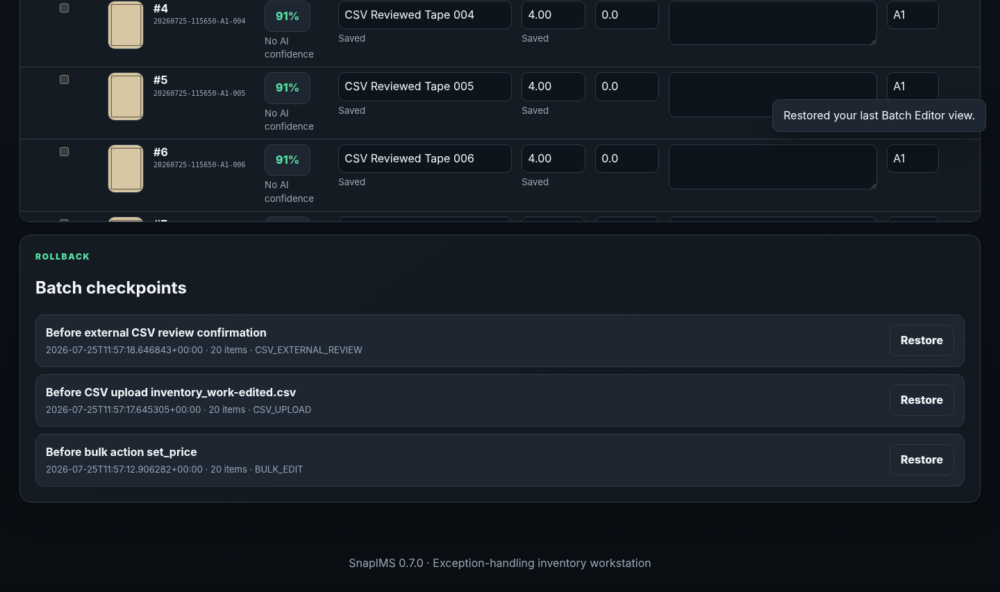 #4
20260725-115650-A1-004
91%
No AI
confidence
CSV Reviewed Tape 004
Saved
4.00
Saved
0.0
A1
#5
20260725-115650-A1-005
91%
No AI
confidence
CSV Reviewed Tape 005
Saved
4.00
Saved
0.0
A1
Restored your last Batch Editor view.
#6
20260725-115650-A1-006
91%
No AI
confidence
CSV Reviewed Tape 006
Saved
4.00
Saved
0.0
A1
ROLLBACK
Batch checkpoints
Before external CSV review confirmation
2026-07-25T11:57:18.646843+00:00 · 20 items · CSV_EXTERNAL_REVIEW
Restore
Before CSV upload inventory_work-edited.csv
2026-07-25T11:57:17.645305+00:00 · 20 items · CSV_UPLOAD
Restore
Before bulk action set_price
2026-07-25T11:57:12.906282+00:00 · 20 items · BULK_EDIT
Restore
SnapIMS 0.7.0 · Exception-handling inventory workstation